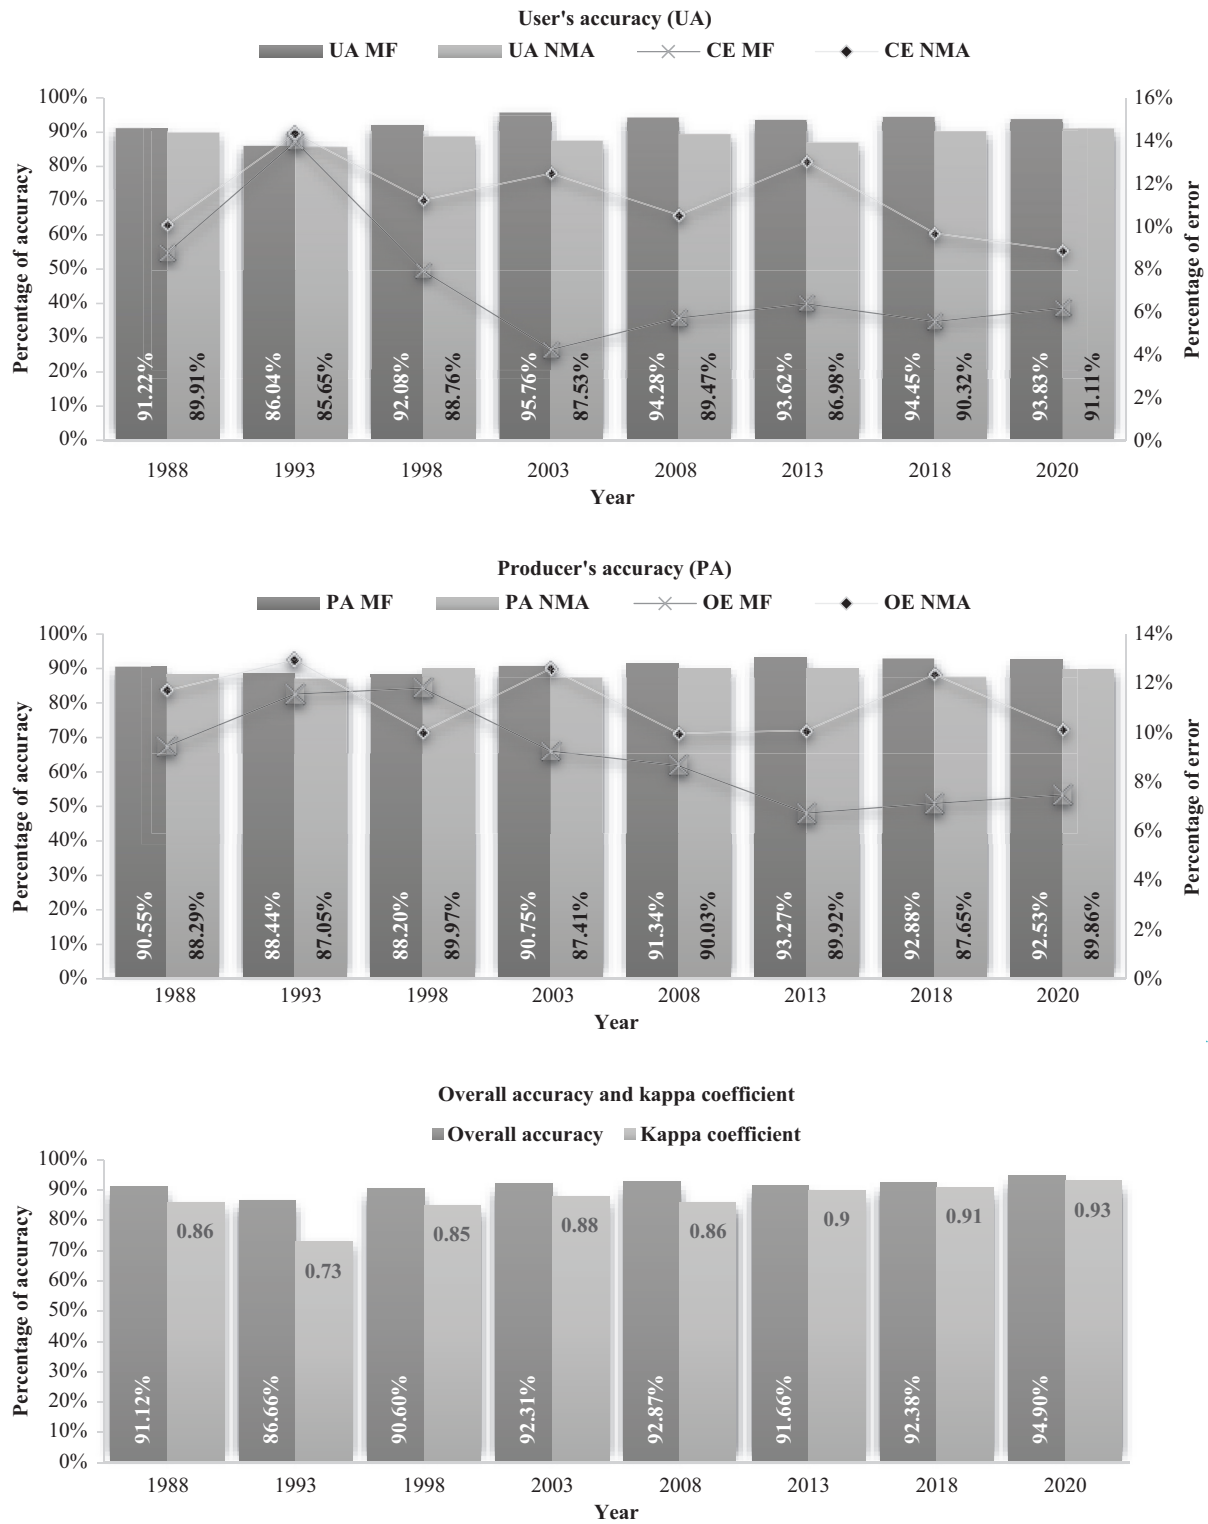 User's accuracy (UA)
UA MF UA NMA CE MF CE NMA
100% 16%
90% 14%
80% 12%
70% 10%
60% 8%
50% 6%
40% 4%
30% 2%
20% 0%
10%
0%
Percentage of accuracy
Percentage of error
91.22% 89.91% 86.04% 85.65% 92.08% 88.76% 95.76% 87.53% 94.28% 89.47% 93.62% 86.98% 94.45% 90.32% 93.83% 91.11%
1988 1993 1998 2003 2008 2013 2018 2020
Year
Producer's accuracy (PA)
PA MF PA NMA OE MF OE NMA
100% 14%
90% 12%
80% 10%
70% 8%
60% 6%
50% 4%
40% 2%
30% 0%
20%
10%
0%
Percentage of accuracy
Percentage of error
90.55% 88.29% 88.44% 87.05% 88.20% 89.97% 90.75% 87.41% 91.34% 90.03% 93.27% 89.92% 92.88% 87.65% 92.53% 89.86%
1988 1993 1998 2003 2008 2013 2018 2020
Year
Overall accuracy and kappa coefficient
Overall accuracy Kappa coefficient
100%
90%
80%
70%
60%
50%
40%
30%
20%
10%
0%
Percentage of accuracy
0.86 0.73 0.85 0.88 0.86 0.9 0.91 0.93
91.12% 86.66% 90.60% 92.31% 92.87% 91.66% 92.38% 94.90%
1988 1993 1998 2003 2008 2013 2018 2020
Year